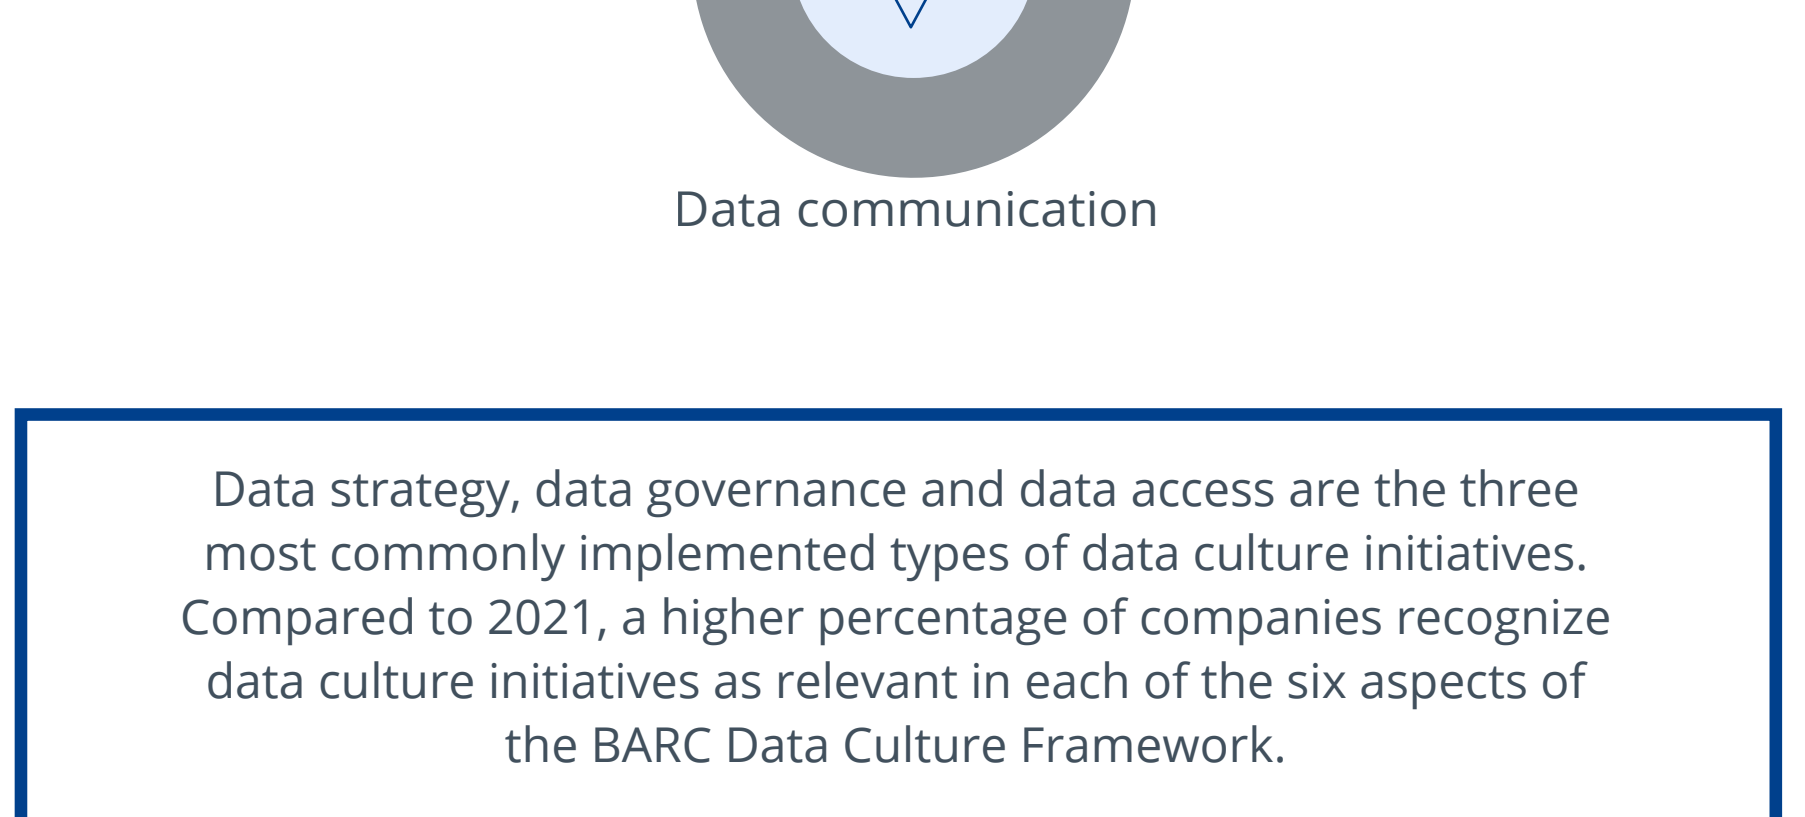 Data communication
Data strategy, data governance and data access are the three
most commonly implemented types of data culture initiatives.
Compared to 2021, a higher percentage of companies recognize
data culture initiatives as relevant in each of the six aspects of
the BARC Data Culture Framework.